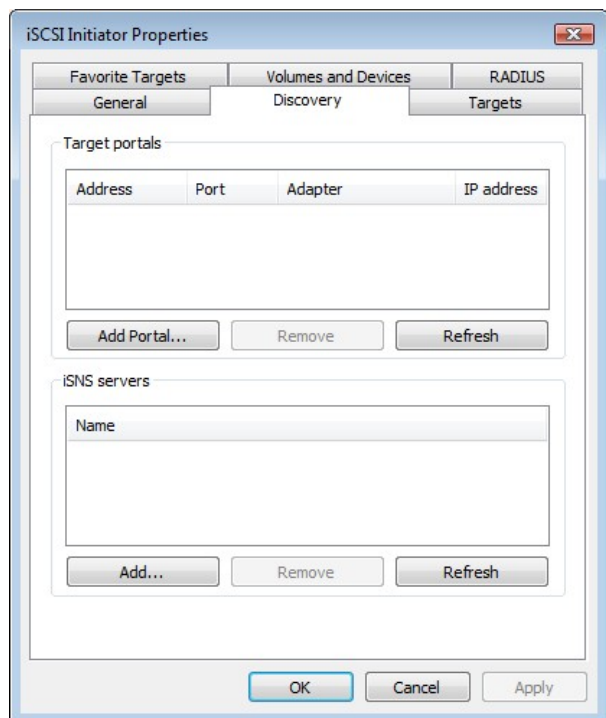 iSCSI Initiator Properties
Favorite Targets Volumes and Devices RADIUS
General Discovery Targets
Target portals
Address Port Adapter IP address
Add Portal... Remove Refresh
iSNS servers
Name
Add... Remove Refresh
OK Cancel Apply